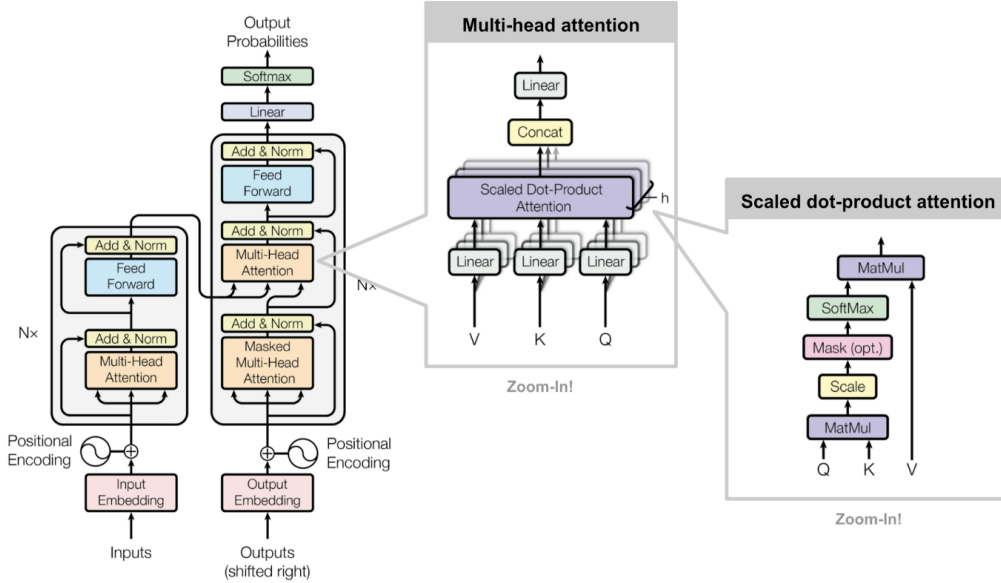 Output
Probabilities
Softmax
Linear
Add & Norm
Feed
Forward
Add & Norm
Multi-Head
Attention
Nx
Add & Norm
Masked
Multi-Head
Attention
Positional
Encoding
Output
Embedding
Outputs
(shifted right)
Add & Norm
Feed
Forward
Nx
Add & Norm
Multi-Head
Attention
Positional
Encoding
Input
Embedding
Inputs
Multi-head attention
Linear
Concat
Scaled Dot-Product
Attention
h
Linear Linear Linear
V K Q
Zoom-In!
Scaled dot-product attention
MatMul
SoftMax
Mask (opt.)
Scale
MatMul
Q K V
Zoom-In!